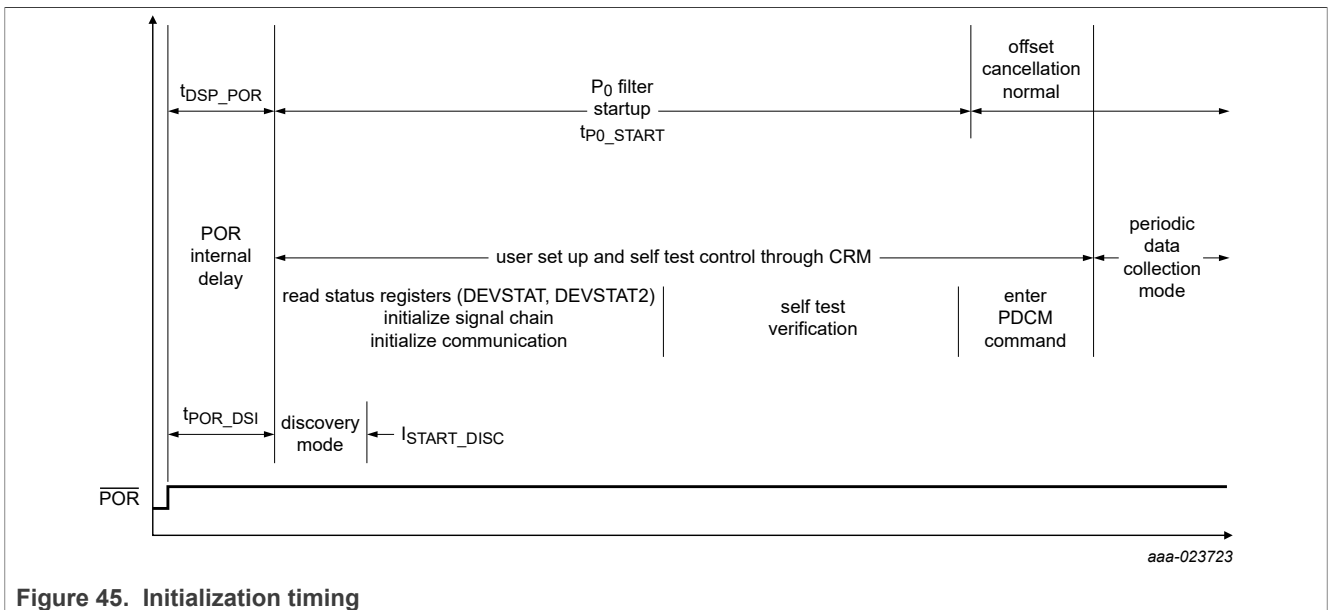 tDSP_POR
P0 filter
startup
tP0_START
offset
cancellation
normal
POR
internal
delay
user set up and self test control through CRM
periodic
data
collection
mode
read status registers (DEVSTAT, DEVSTAT2)
initialize signal chain
initialize communication
self test
verification
enter
PDCM
command
tPOR_DSI
discovery
mode
ISTART_DISC
POR
aaa-023723
Figure 45. Initialization timing